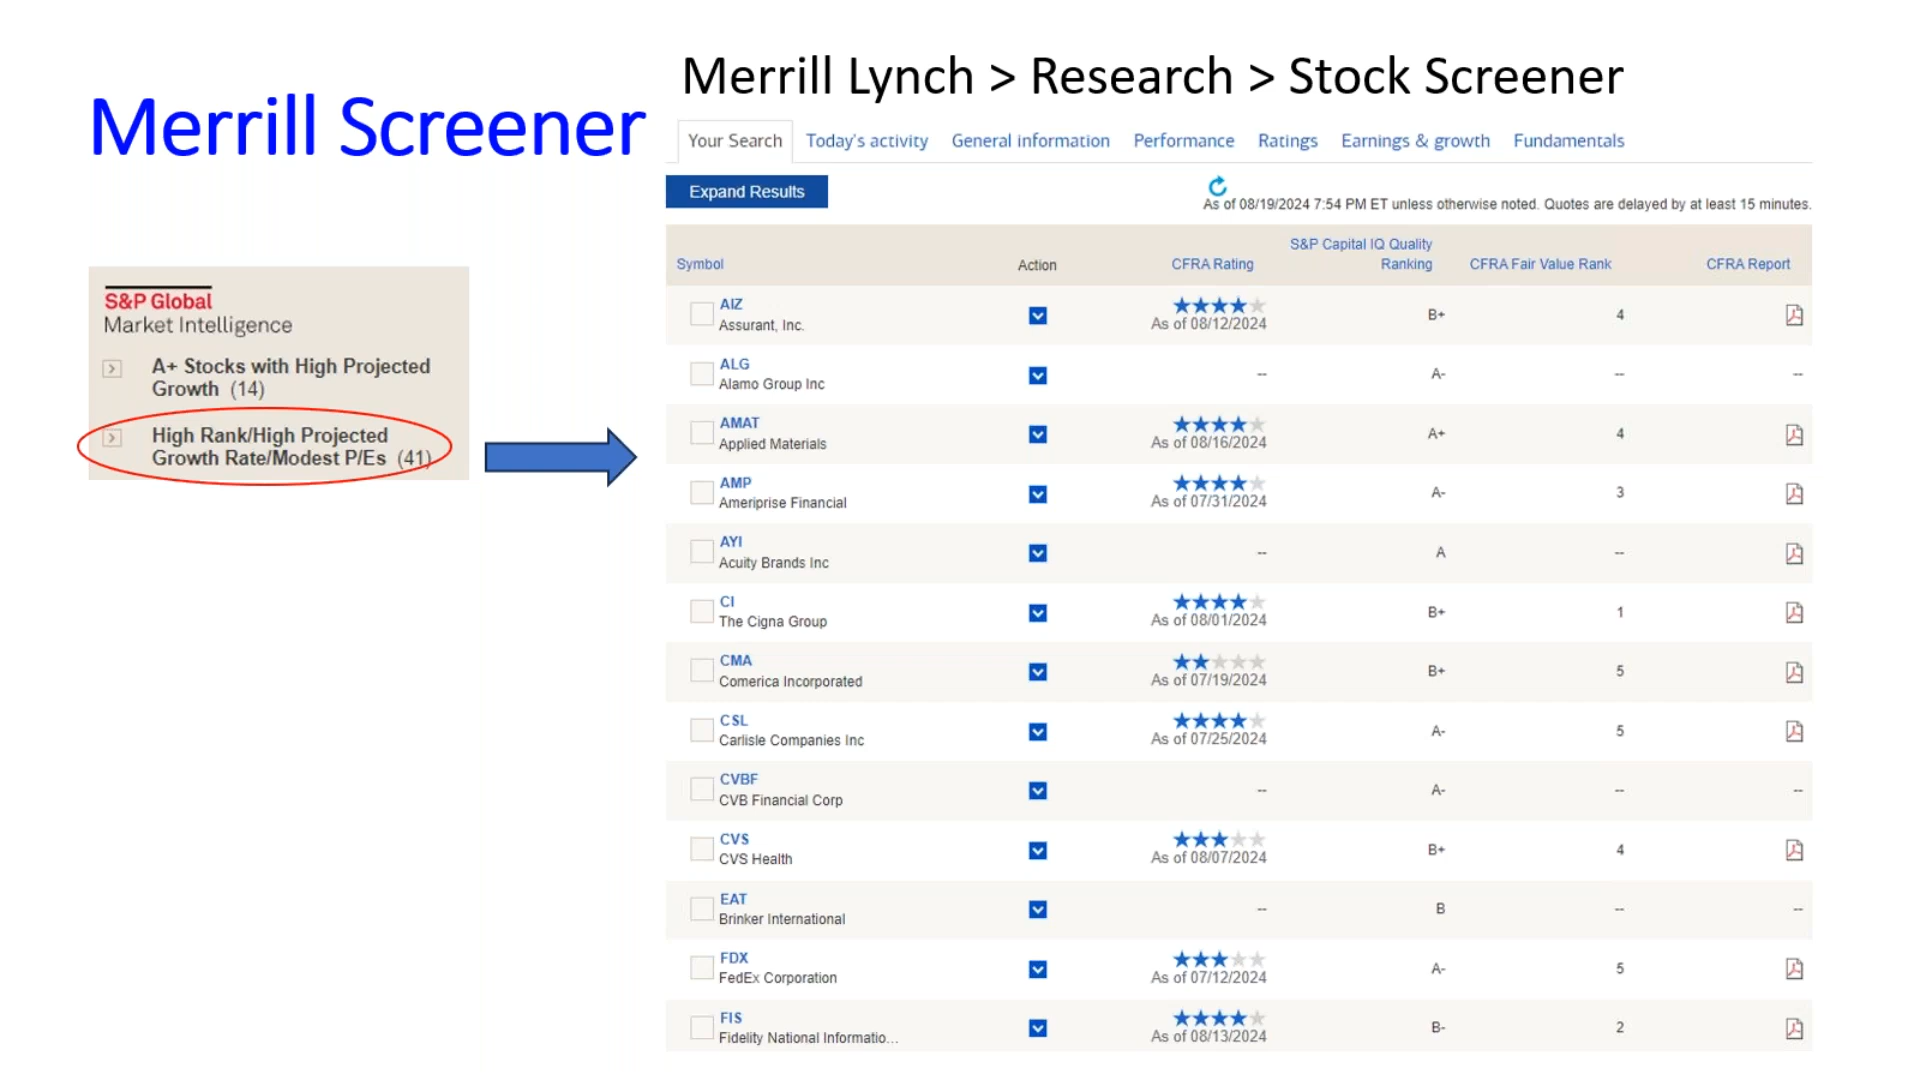 Merrill Lynch > Research > Stock Screener
Merrill Screener
Your Search Today's activity General information Performance Ratings Earnings & growth Fundamentals
Expand Results
As of 08/19/2024 7:54 PM ET unless otherwise noted. Quotes are delayed by at least 15 minutes.
S&P Global
Market Intelligence
A+ Stocks with High Projected
Growth (14)
High Rank/High Projected
Growth Rate/Modest P/Es (41)
Symbol Action CFRA Rating S&P Capital IQ Quality Ranking CFRA Fair Value Rank CFRA Report
AIZ
Assurant, Inc. As of 08/12/2024 B+ 4
ALG
Alamo Group Inc -- A- -- --
AMAT
Applied Materials As of 08/16/2024 A+ 4
AMP
Ameriprise Financial As of 07/31/2024 A- 3
AYI
Acuity Brands Inc -- A --
CI
The Cigna Group As of 08/01/2024 B+ 1
CMA
Comerica Incorporated As of 07/19/2024 B+ 5
CSL
Carlisle Companies Inc As of 07/25/2024 A- 5
CVBF
CVB Financial Corp -- A- -- --
CVS
CVS Health As of 08/07/2024 B+ 4
EAT
Brinker International -- B -- --
FDX
FedEx Corporation As of 07/12/2024 A- 5
FIS
Fidelity National Informatio... As of 08/13/2024 B- 2